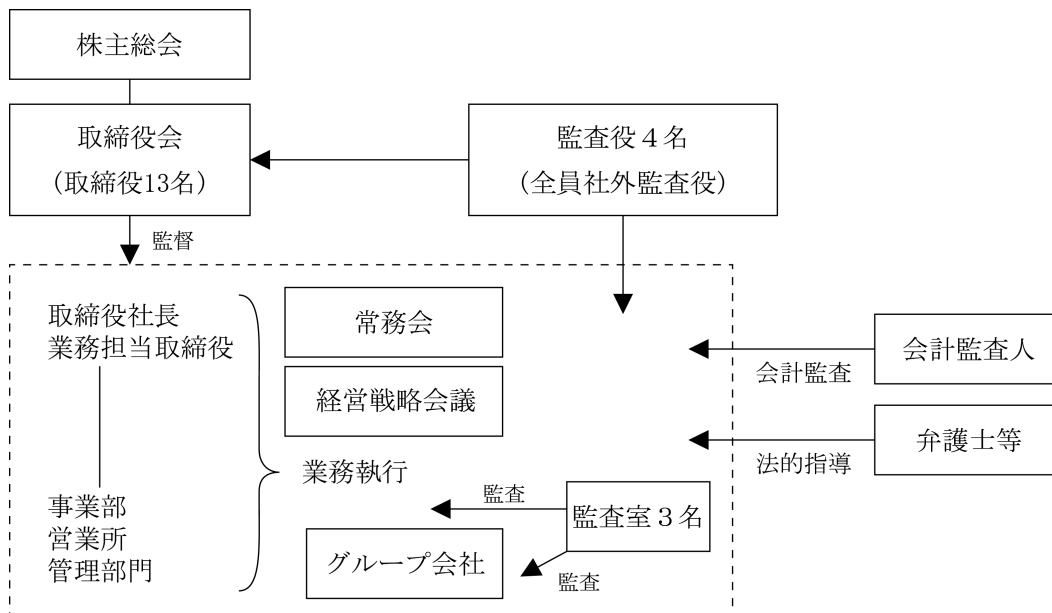 株主総会
取締役会
（取締役13名）
監査役４名
（全員社外監査役）
監督
取締役社長
業務担当取締役
常務会
経営戦略会議
会計監査人
会計監査
弁護士等
法的指導
業務執行
事業部
営業所
管理部門
監査
監査室３名
グループ会社
監査